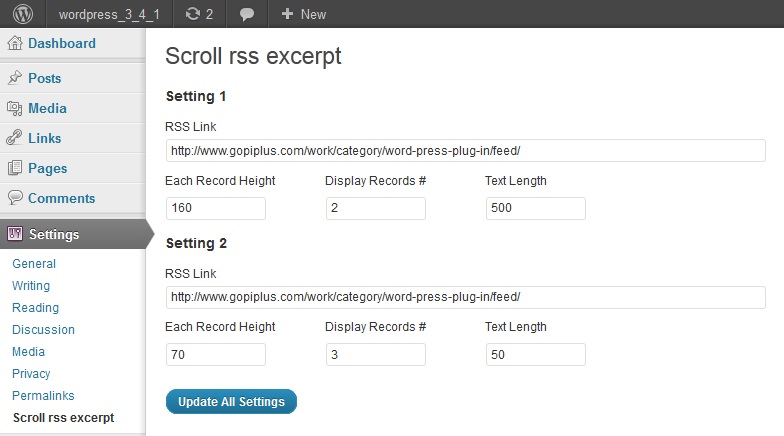 wordpress_3_4_1 2 New
Dashboard
Posts
Media
Links
Pages
Comments
Settings
General
Writing
Reading
Discussion
Media
Privacy
Permalinks
Scroll rss excerpt
Scroll rss excerpt
Setting 1
RSS Link
http://www.gopiplus.com/work/category/word-press-plug-in/feed/
Each Record Height Display Records # Text Length
160 2 500
Setting 2
RSS Link
http://www.gopiplus.com/work/category/word-press-plug-in/feed/
Each Record Height Display Records # Text Length
70 3 50
Update All Settings